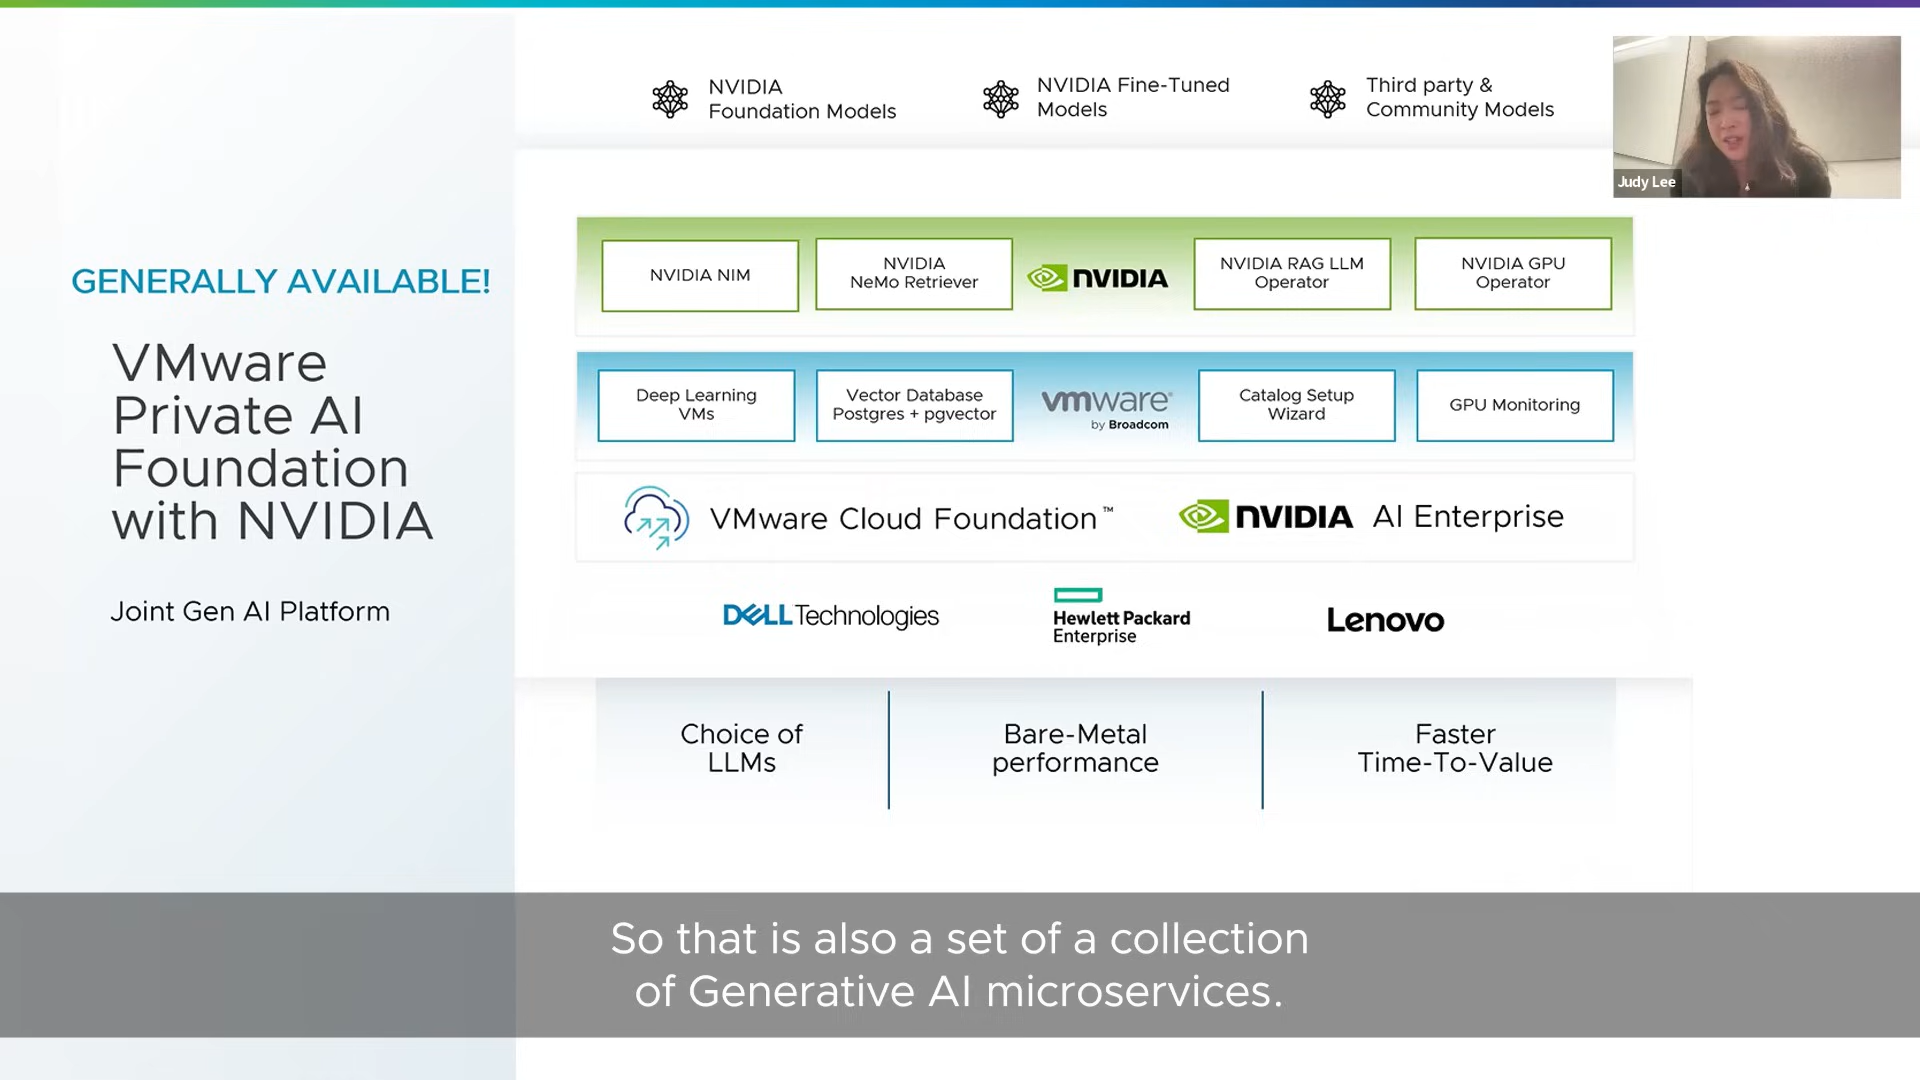 NVIDIA
Foundation Models
NVIDIA Fine-Tuned
Models
Third party &
Community Models
Judy Lee
GENERALLY AVAILABLE!
VMware
Private AI
Foundation
with NVIDIA
Joint Gen AI Platform
NVIDIA NIM
NVIDIA
NeMo Retriever
NVIDIA
NVIDIA RAG LLM
Operator
NVIDIA GPU
Operator
Deep Learning
VMs
Vector Database
Postgres + pgvector
vmware®
by Broadcom
Catalog Setup
Wizard
GPU Monitoring
VMware Cloud Foundation™
NVIDIA AI Enterprise
DELL Technologies
Hewlett Packard
Enterprise
Lenovo
Choice of
LLMs
Bare-Metal
performance
Faster
Time-To-Value
So that is also a set of a collection
of Generative AI microservices.